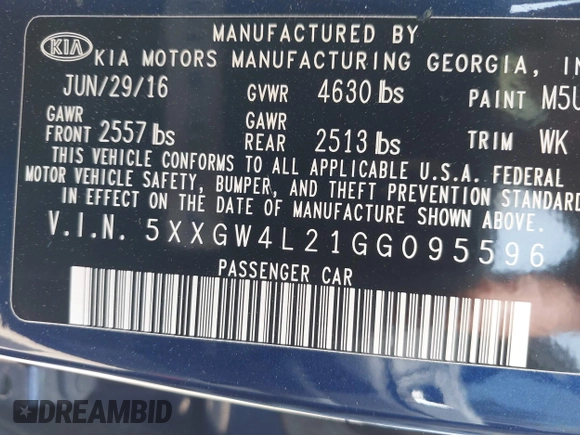 MANUFACTURED BY
KIA KIA MOTORS MANUFACTURING GEORGIA, IN
JUN/29/16 GVWR 4630 lbs PAINT M5U
GAWR FRONT 2557 lbs GAWR REAR 2513 lbs TRIM WK
THIS VEHICLE CONFORMS TO ALL APPLICABLE U.S.A. FEDERAL
MOTOR VEHICLE SAFETY, BUMPER, AND THEFT PREVENTION STANDARD
IN EFFECT ON THE DATE OF MANUFACTURE SHOWN ABOVE.
V.I.N. 5XXGW4L21GG095596
PASSENGER CAR
DREAMBID